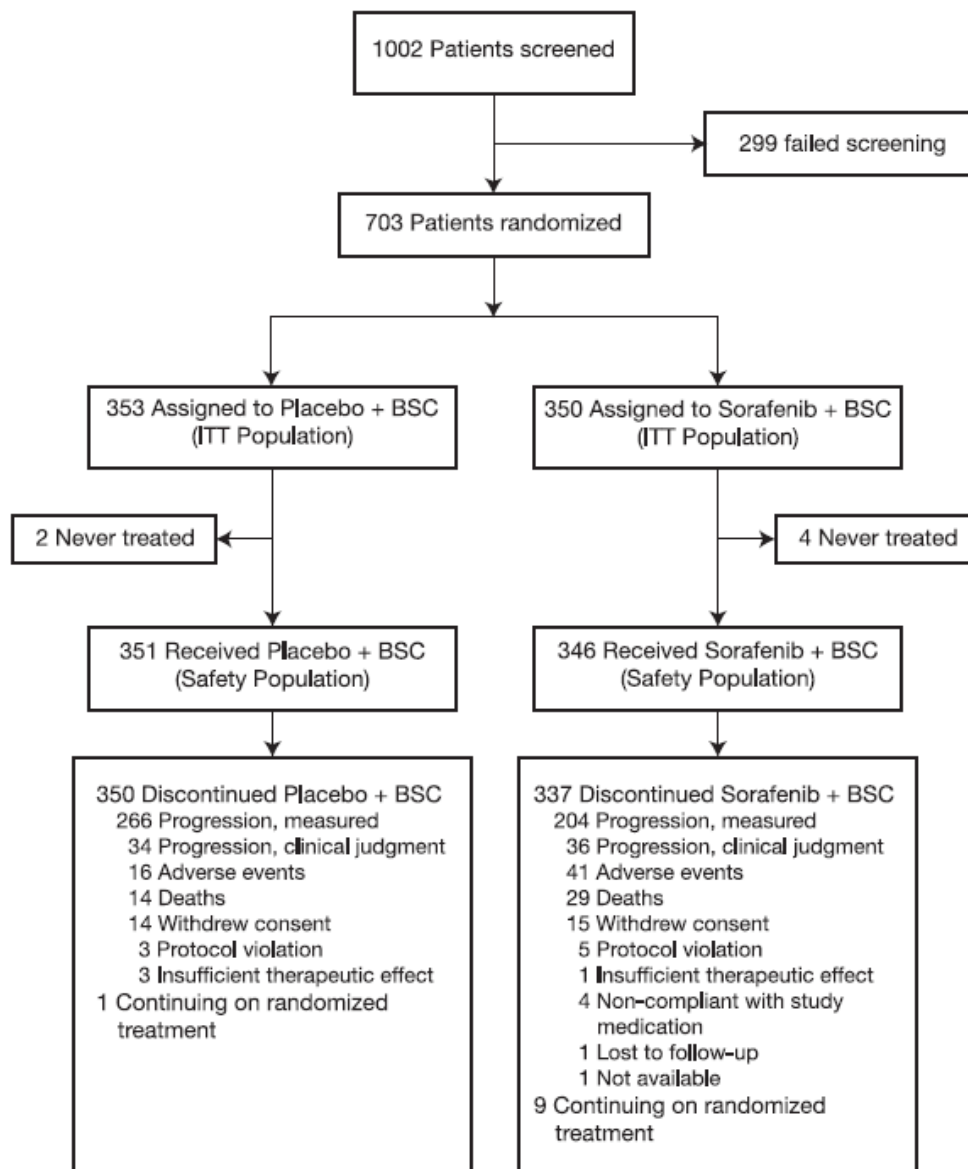 1002 Patients screened
299 failed screening
703 Patients randomized
353 Assigned to Placebo + BSC
(ITT Population)
350 Assigned to Sorafenib + BSC
(ITT Population)
2 Never treated
4 Never treated
351 Received Placebo + BSC
(Safety Population)
346 Received Sorafenib + BSC
(Safety Population)
350 Discontinued Placebo + BSC
266 Progression, measured
34 Progression, clinical judgment
16 Adverse events
14 Deaths
14 Withdrew consent
3 Protocol violation
3 Insufficient therapeutic effect
1 Continuing on randomized
treatment
337 Discontinued Sorafenib + BSC
204 Progression, measured
36 Progression, clinical judgment
41 Adverse events
29 Deaths
15 Withdrew consent
5 Protocol violation
1 Insufficient therapeutic effect
4 Non-compliant with study
medication
1 Lost to follow-up
1 Not available
9 Continuing on randomized
treatment